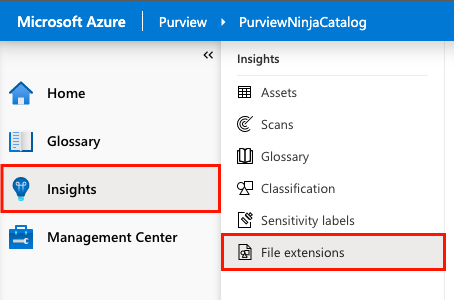 Microsoft Azure Purview PurviewNinjaCatalog
«
Home
Glossary
Insights
Management Center
Insights
Assets
Scans
Glossary
Classification
Sensitivity labels
File extensions